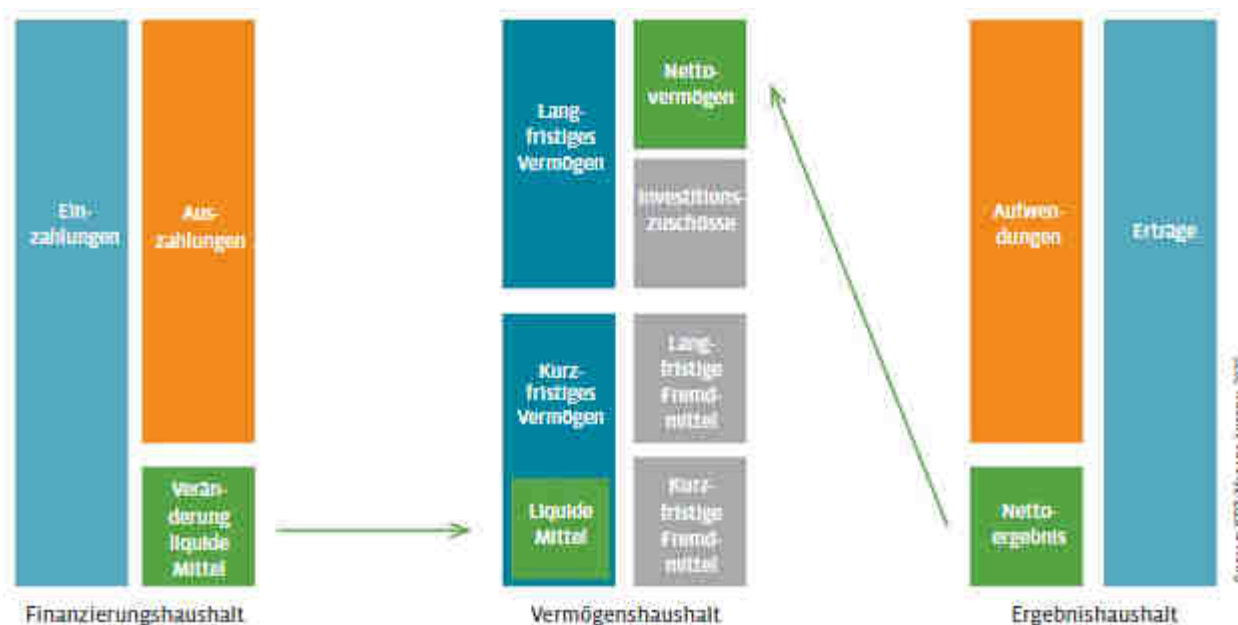 Ein-
zahlungen
Aus-
zahlungen
Verän-
derung
liquide
Mittel
Finanzierungshaushalt
Lang-
fristiges
Vermögen
Kurz-
fristiges
Vermögen
Liquide
Mittel
Netto-
vermögen
Investitions-
zuschüsse
Lang-
fristige
Fremd-
mittel
Kurz-
fristige
Fremd-
mittel
Vermögenshaushalt
Aufwen-
dungen
Netto-
ergebnis
Erträge
Ergebnishaushalt